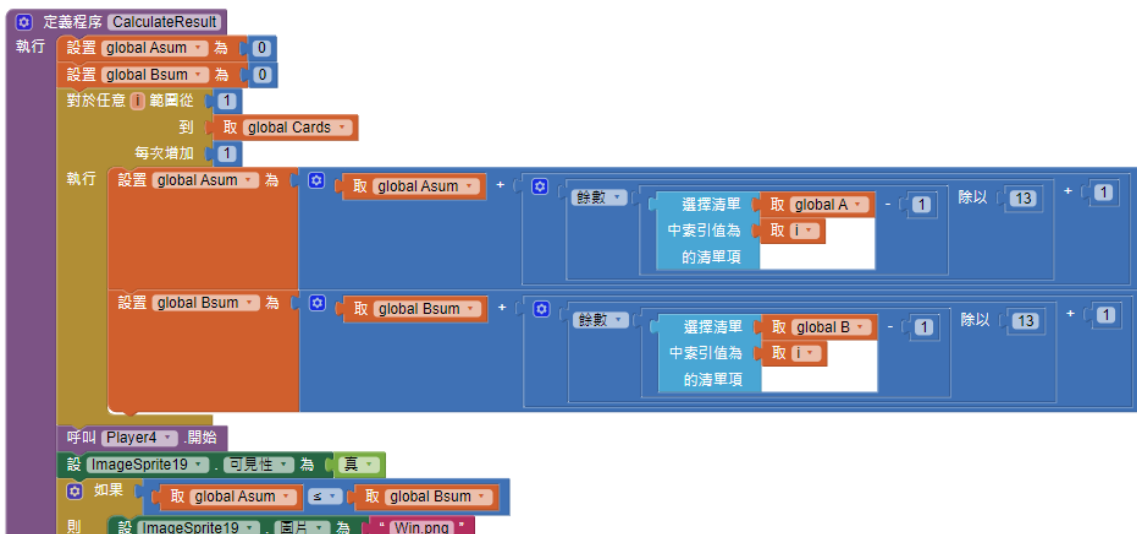 定義程序 CalculateResult
執行 設置 global Asum 為 0
設置 global Bsum 為 0
對於任意 i 範圍從 1
到 取 global Cards
每次增加 1
執行 設置 global Asum 為 取 global Asum + 餘數 選擇清單 取 global A - 1 除以 13 + 1
中索引值為 取 i
的清單項
設置 global Bsum 為 取 global Bsum + 餘數 選擇清單 取 global B - 1 除以 13 + 1
中索引值為 取 i
的清單項
呼叫 Player4 .開始
設 ImageSprite19 . 可見性 為 真
如果 取 global Asum ≤ 取 global Bsum
則 設 ImageSprite19 . 圖片 為 " Win.png "